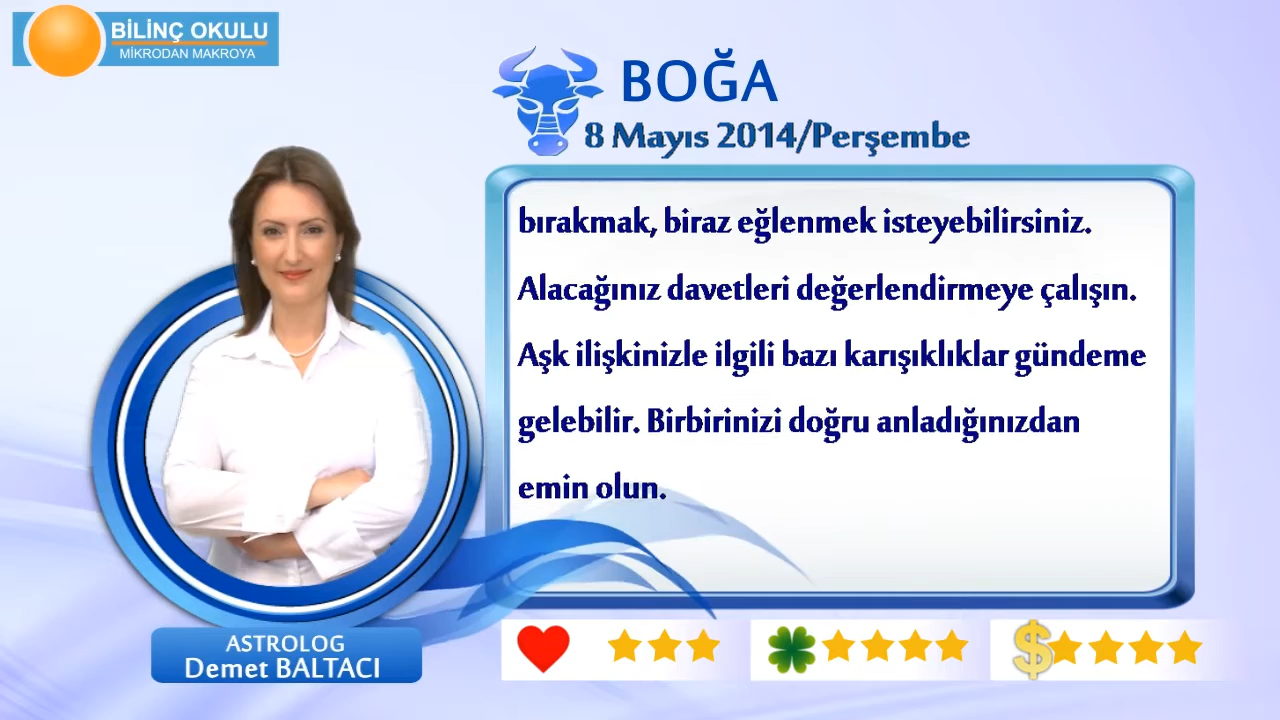 BİLİNÇ OKULU
MİKRODAN MAKROYA
BOĞA
8 Mayıs 2014/Perşembe
bırakmak, biraz eğlenmek isteyebilirsiniz.
Alacağınız davetleri değerlendirmeye çalışın.
Aşk ilişkinizle ilgili bazı karışıklıklar gündeme
gelebilir. Birbirinizi doğru anladığınızdan
emin olun.
ASTROLOG
Demet BALTACI
$